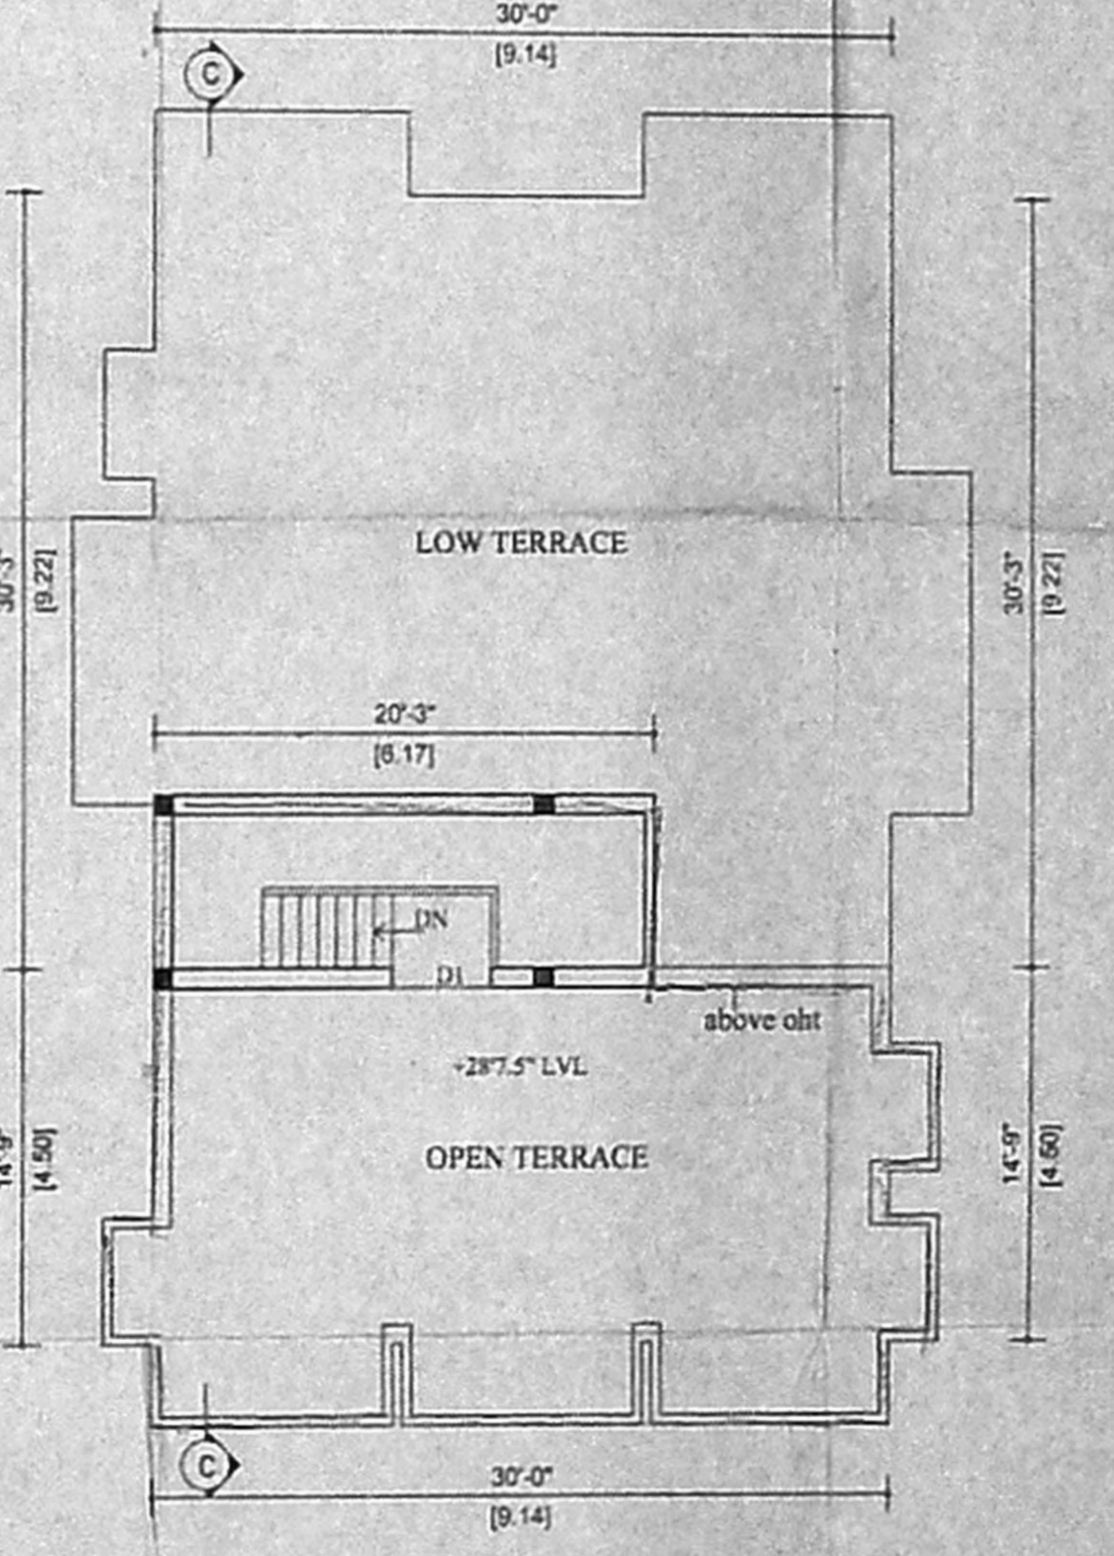 30'-0"
[9.14]
C
LOW TERRACE
30'-3"
[9.22]
30'-3"
[9.22]
20'-3"
[6.17]
DN
D1
above oht
+28'7.5" LVL
OPEN TERRACE
14'-9"
[4.50]
14'-9"
[4.50]
C
30'-0"
[9.14]